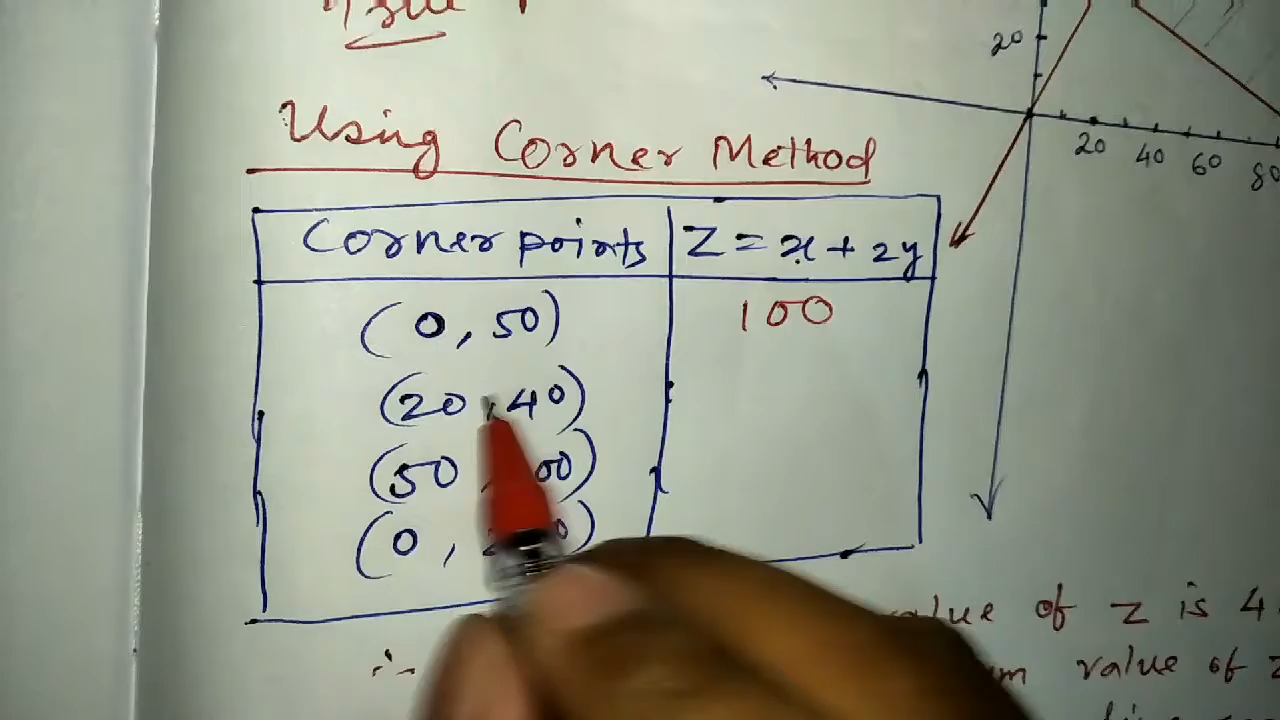 20
Using Corner Method
20 40 60 80
Corner points Z = x + 2y
(0, 50) 100
(20, 40)
(50
(0,
value of z is 4
value of